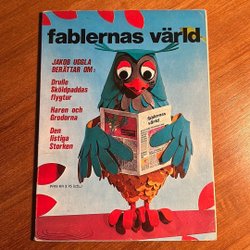 fablernas värld
JAKOB UGGLA
BERÄTTAR OM:
Drulle
Sköldpaddas
flygtur
Haren och
Grodorna
Den
listiga
Storken
fablernas
värld